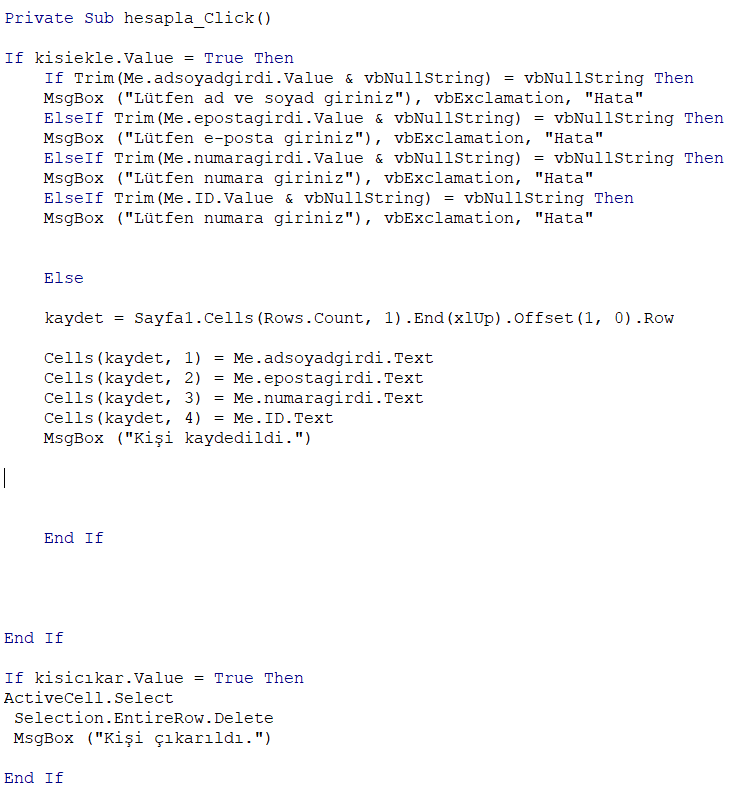 Private Sub hesapla_Click()
If kisiekle.Value = True Then
If Trim(Me.adsoyadgirdi.Value & vbNullString) = vbNullString Then
MsgBox ("Lütfen ad ve soyad giriniz"), vbExclamation, "Hata"
ElseIf Trim(Me.epostagirdi.Value & vbNullString) = vbNullString Then
MsgBox ("Lütfen e-posta giriniz"), vbExclamation, "Hata"
ElseIf Trim(Me.numaragirdi.Value & vbNullString) = vbNullString Then
MsgBox ("Lütfen numara giriniz"), vbExclamation, "Hata"
ElseIf Trim(Me.ID.Value & vbNullString) = vbNullString Then
MsgBox ("Lütfen numara giriniz"), vbExclamation, "Hata"
Else
kaydet = Sayfa1.Cells(Rows.Count, 1).End(xlUp).Offset(1, 0).Row
Cells(kaydet, 1) = Me.adsoyadgirdi.Text
Cells(kaydet, 2) = Me.epostagirdi.Text
Cells(kaydet, 3) = Me.numaragirdi.Text
Cells(kaydet, 4) = Me.ID.Text
MsgBox ("Kişi kaydedildi.")
End If
End If
If kisicıkar.Value = True Then
ActiveCell.Select
Selection.EntireRow.Delete
MsgBox ("Kişi çıkarıldı.")
End If